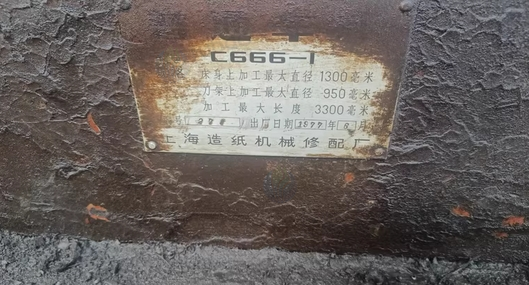 C666-1
床身上加工最大直径 1300毫米
刀架上加工最大直径 950毫米
加工最大长度 3300毫米
出厂日期 1977年6月
上海造纸机械修配厂